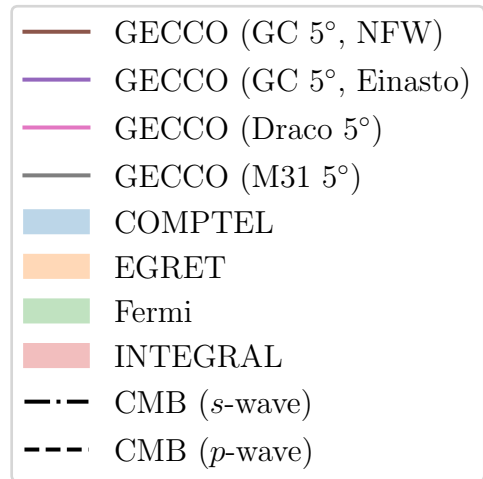 GECCO (GC 5°, NFW)
GECCO (GC 5°, Einasto)
GECCO (Draco 5°)
GECCO (M31 5°)
COMPTEL
EGRET
Fermi
INTEGRAL
CMB (s-wave)
CMB (p-wave)